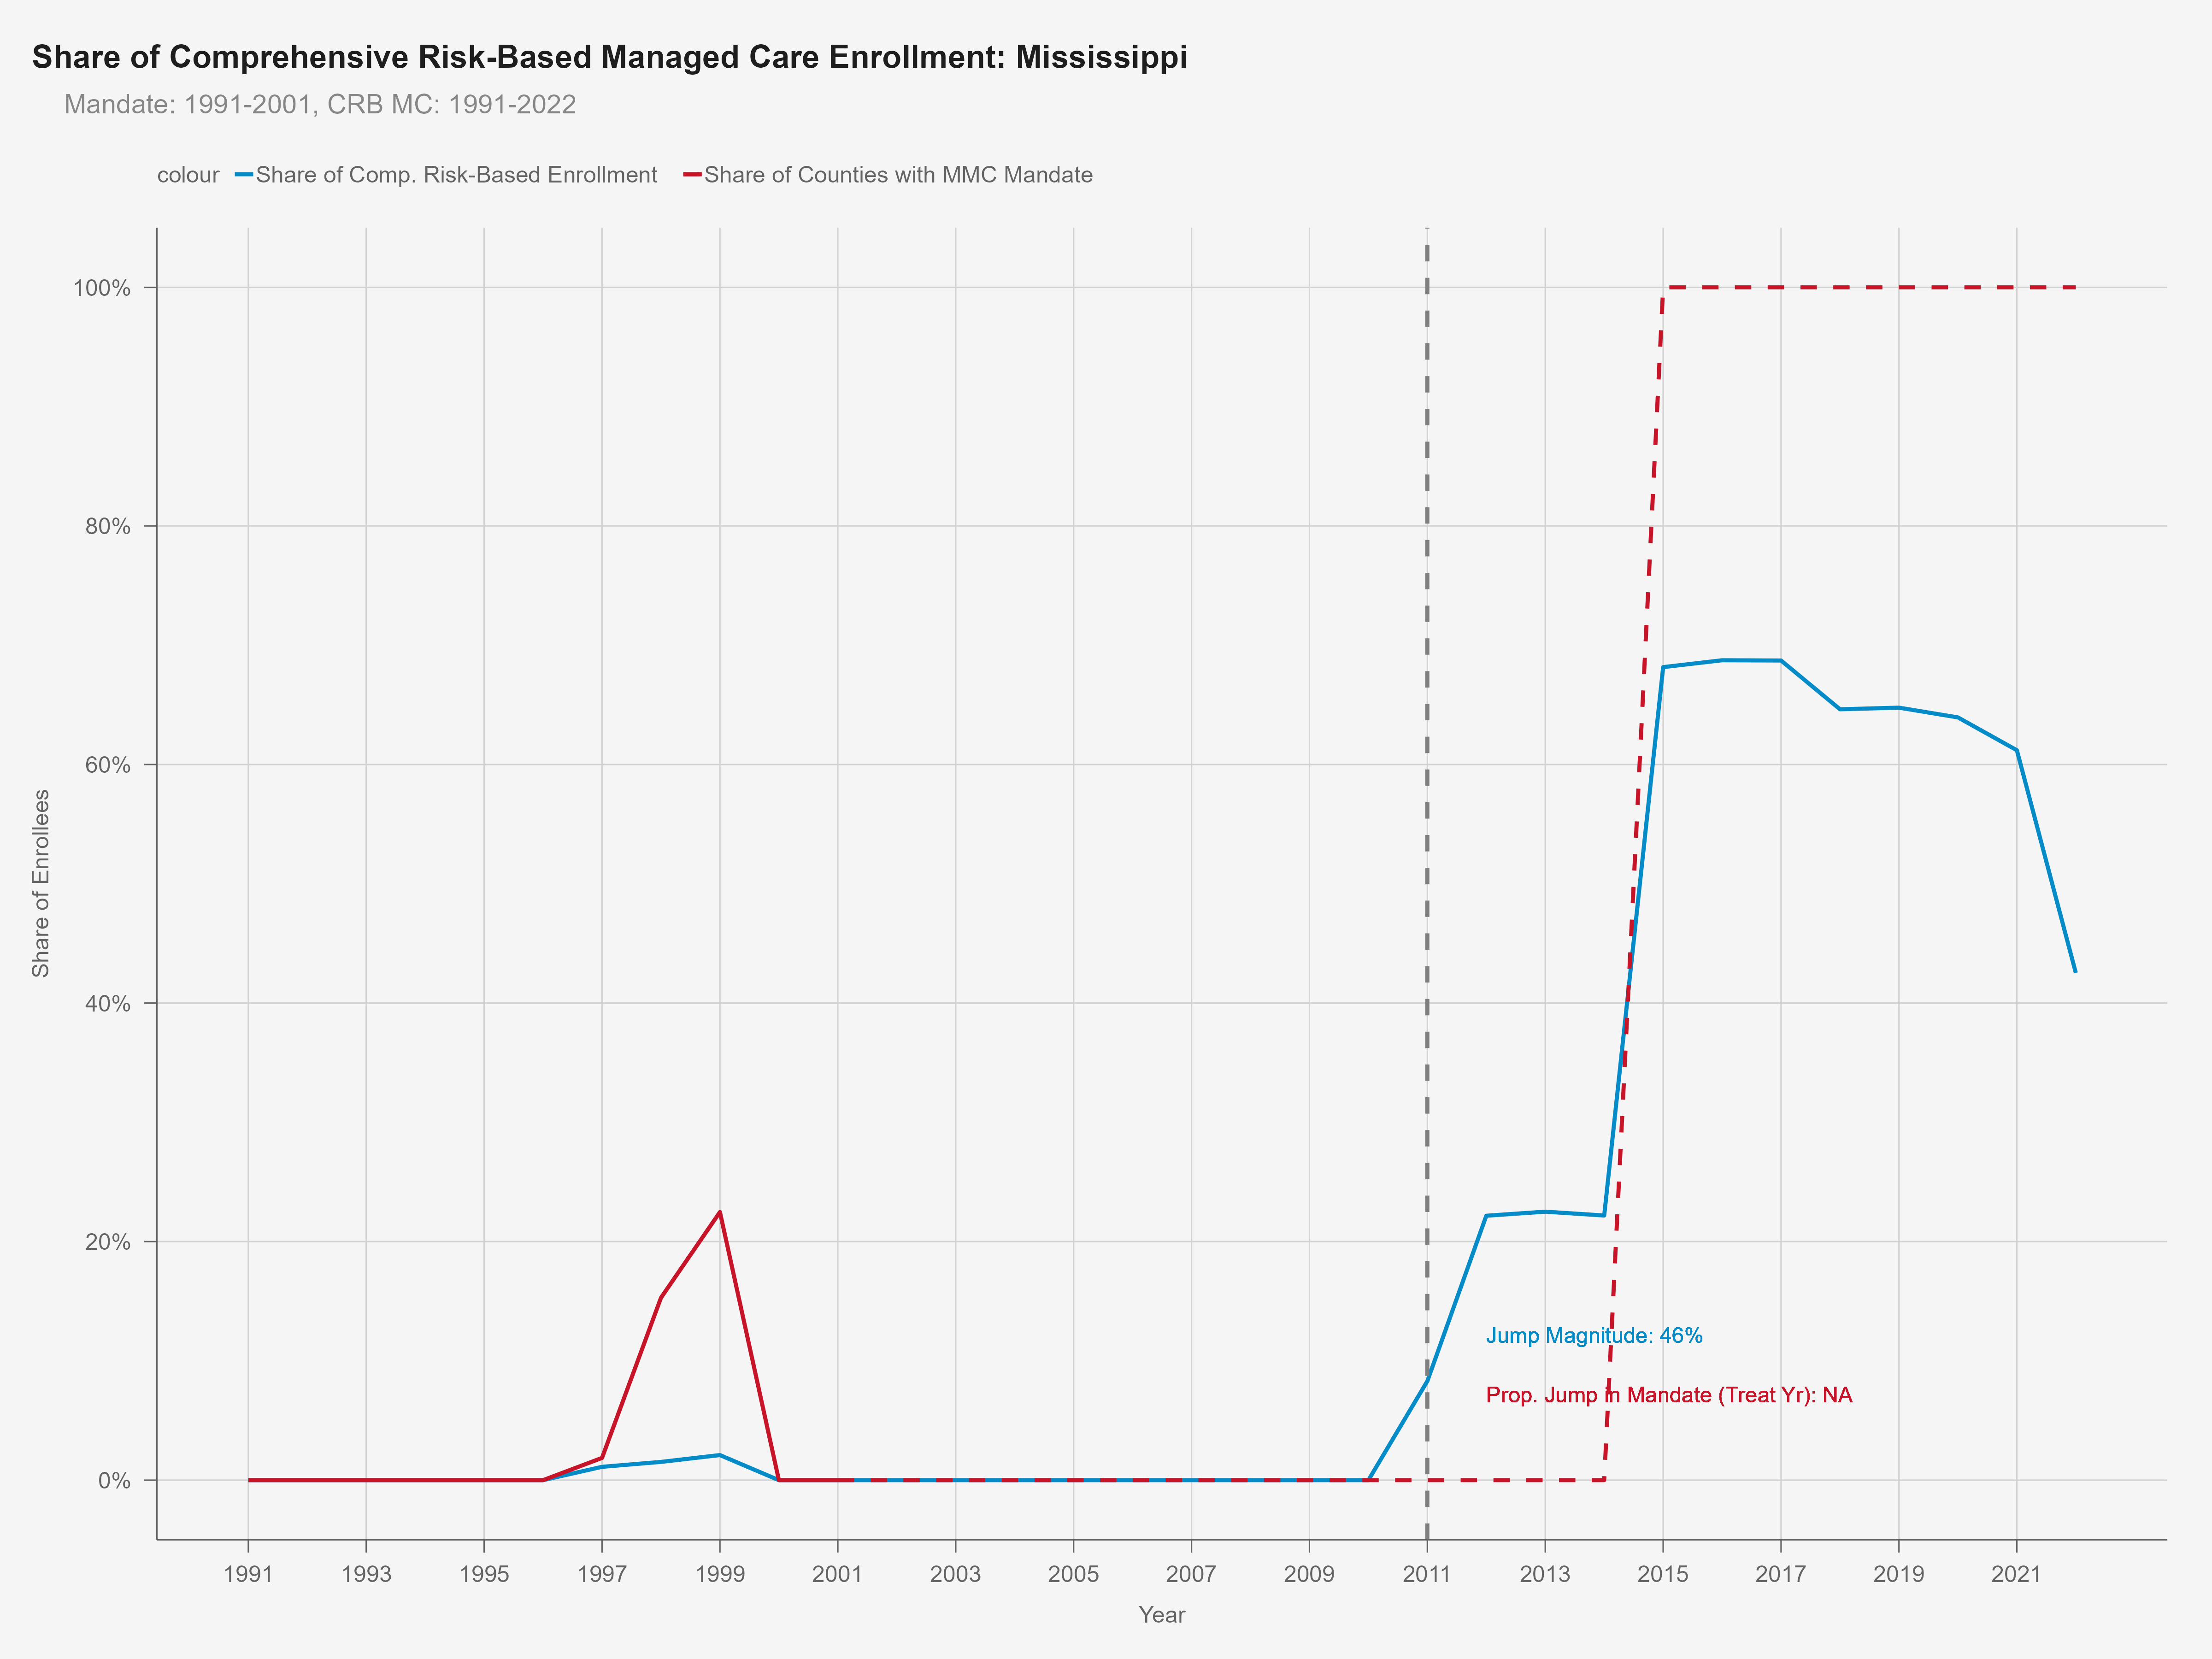 Share of Comprehensive Risk-Based Managed Care Enrollment: Mississippi
Mandate: 1991-2001, CRB MC: 1991-2022
colour Share of Comp. Risk-Based Enrollment Share of Counties with MMC Mandate
100%
80%
60%
40%
20%
0%
Share of Enrollees
Jump Magnitude: 46%
Prop. Jump in Mandate (Treat Yr): NA
1991 1993 1995 1997 1999 2001 2003 2005 2007 2009 2011 2013 2015 2017 2019 2021
Year